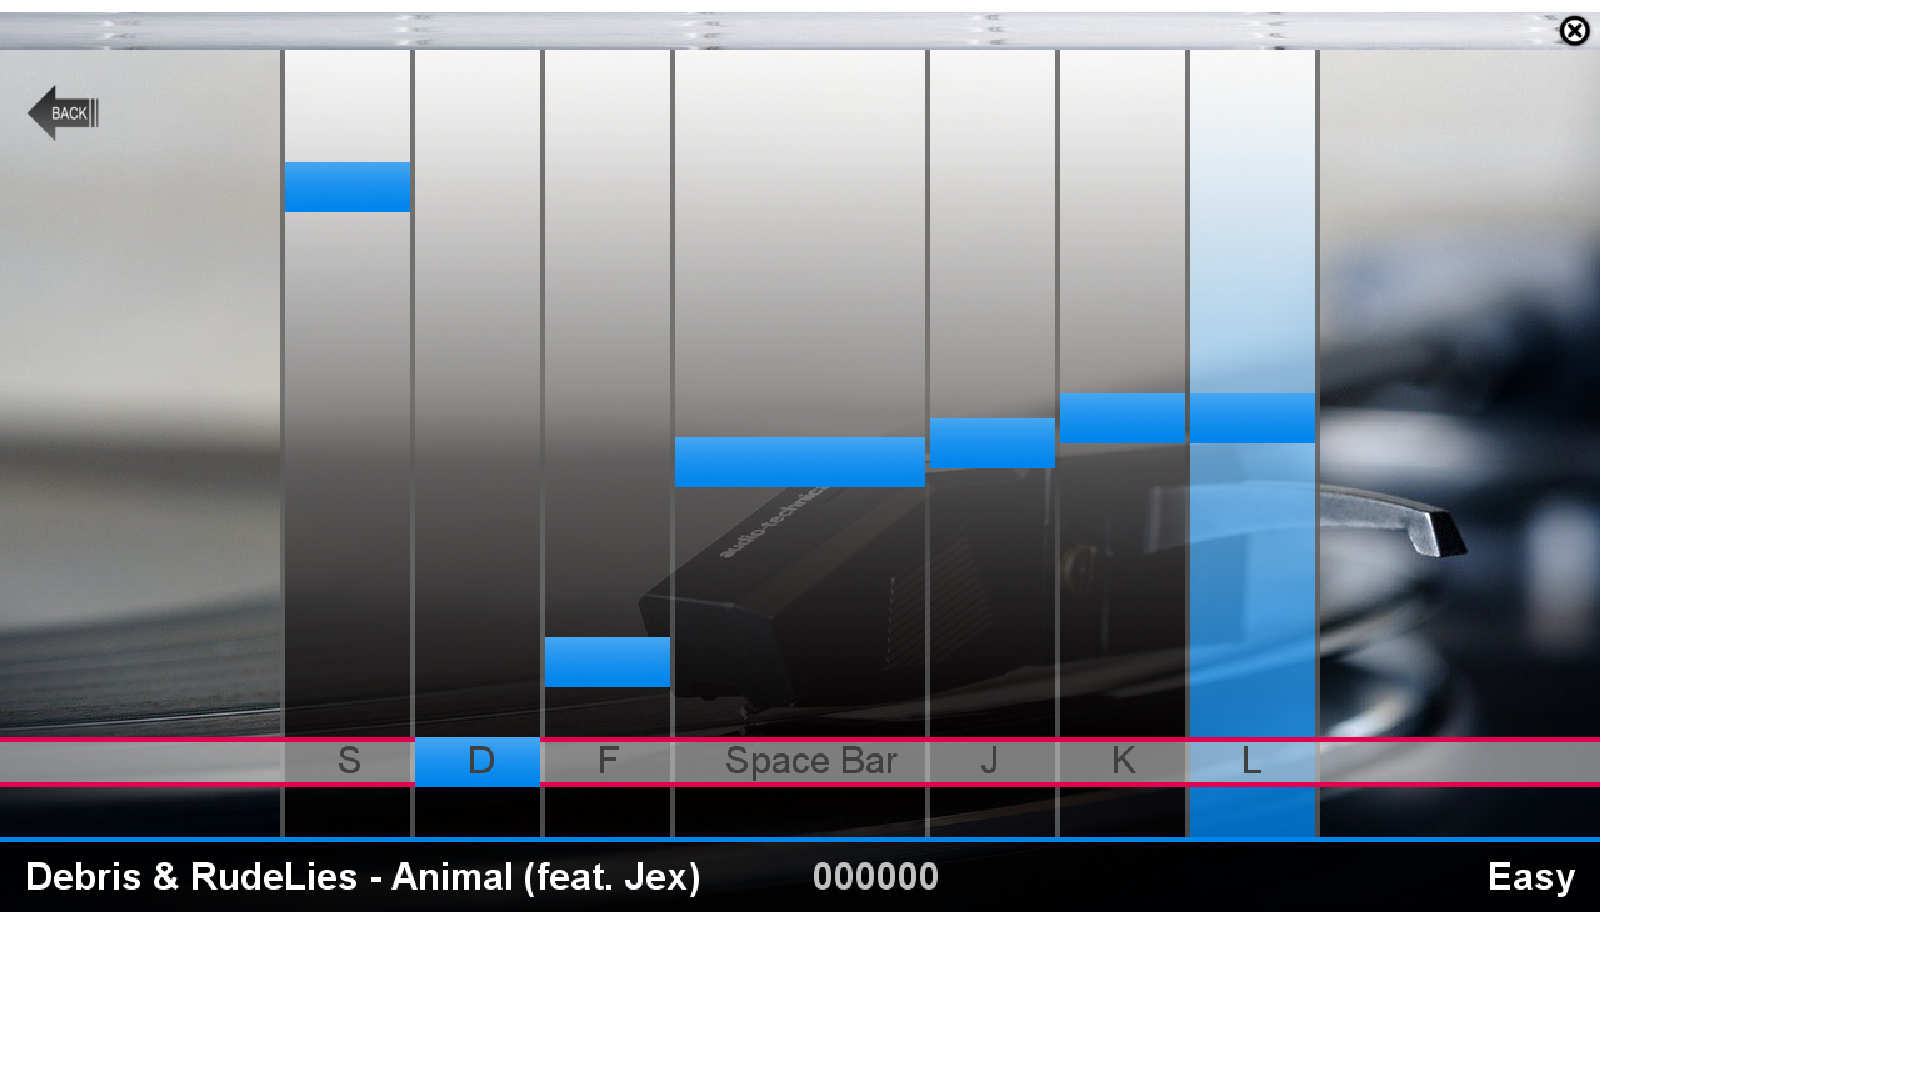 BACK
audio-technica
S D F Space Bar J K L
Debris & RudeLies - Animal (feat. Jex) 000000 Easy